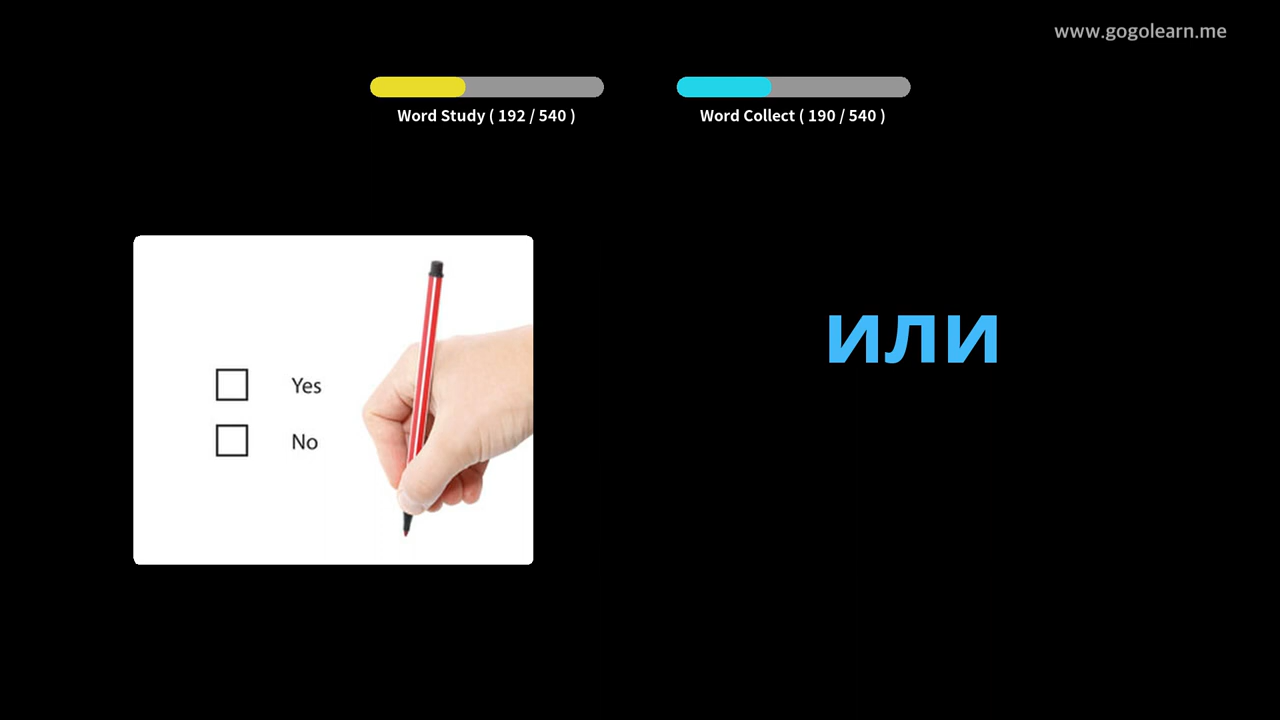 www.gogolearn.me
Word Study ( 192 / 540 )
Word Collect ( 190 / 540 )
Yes
No
или